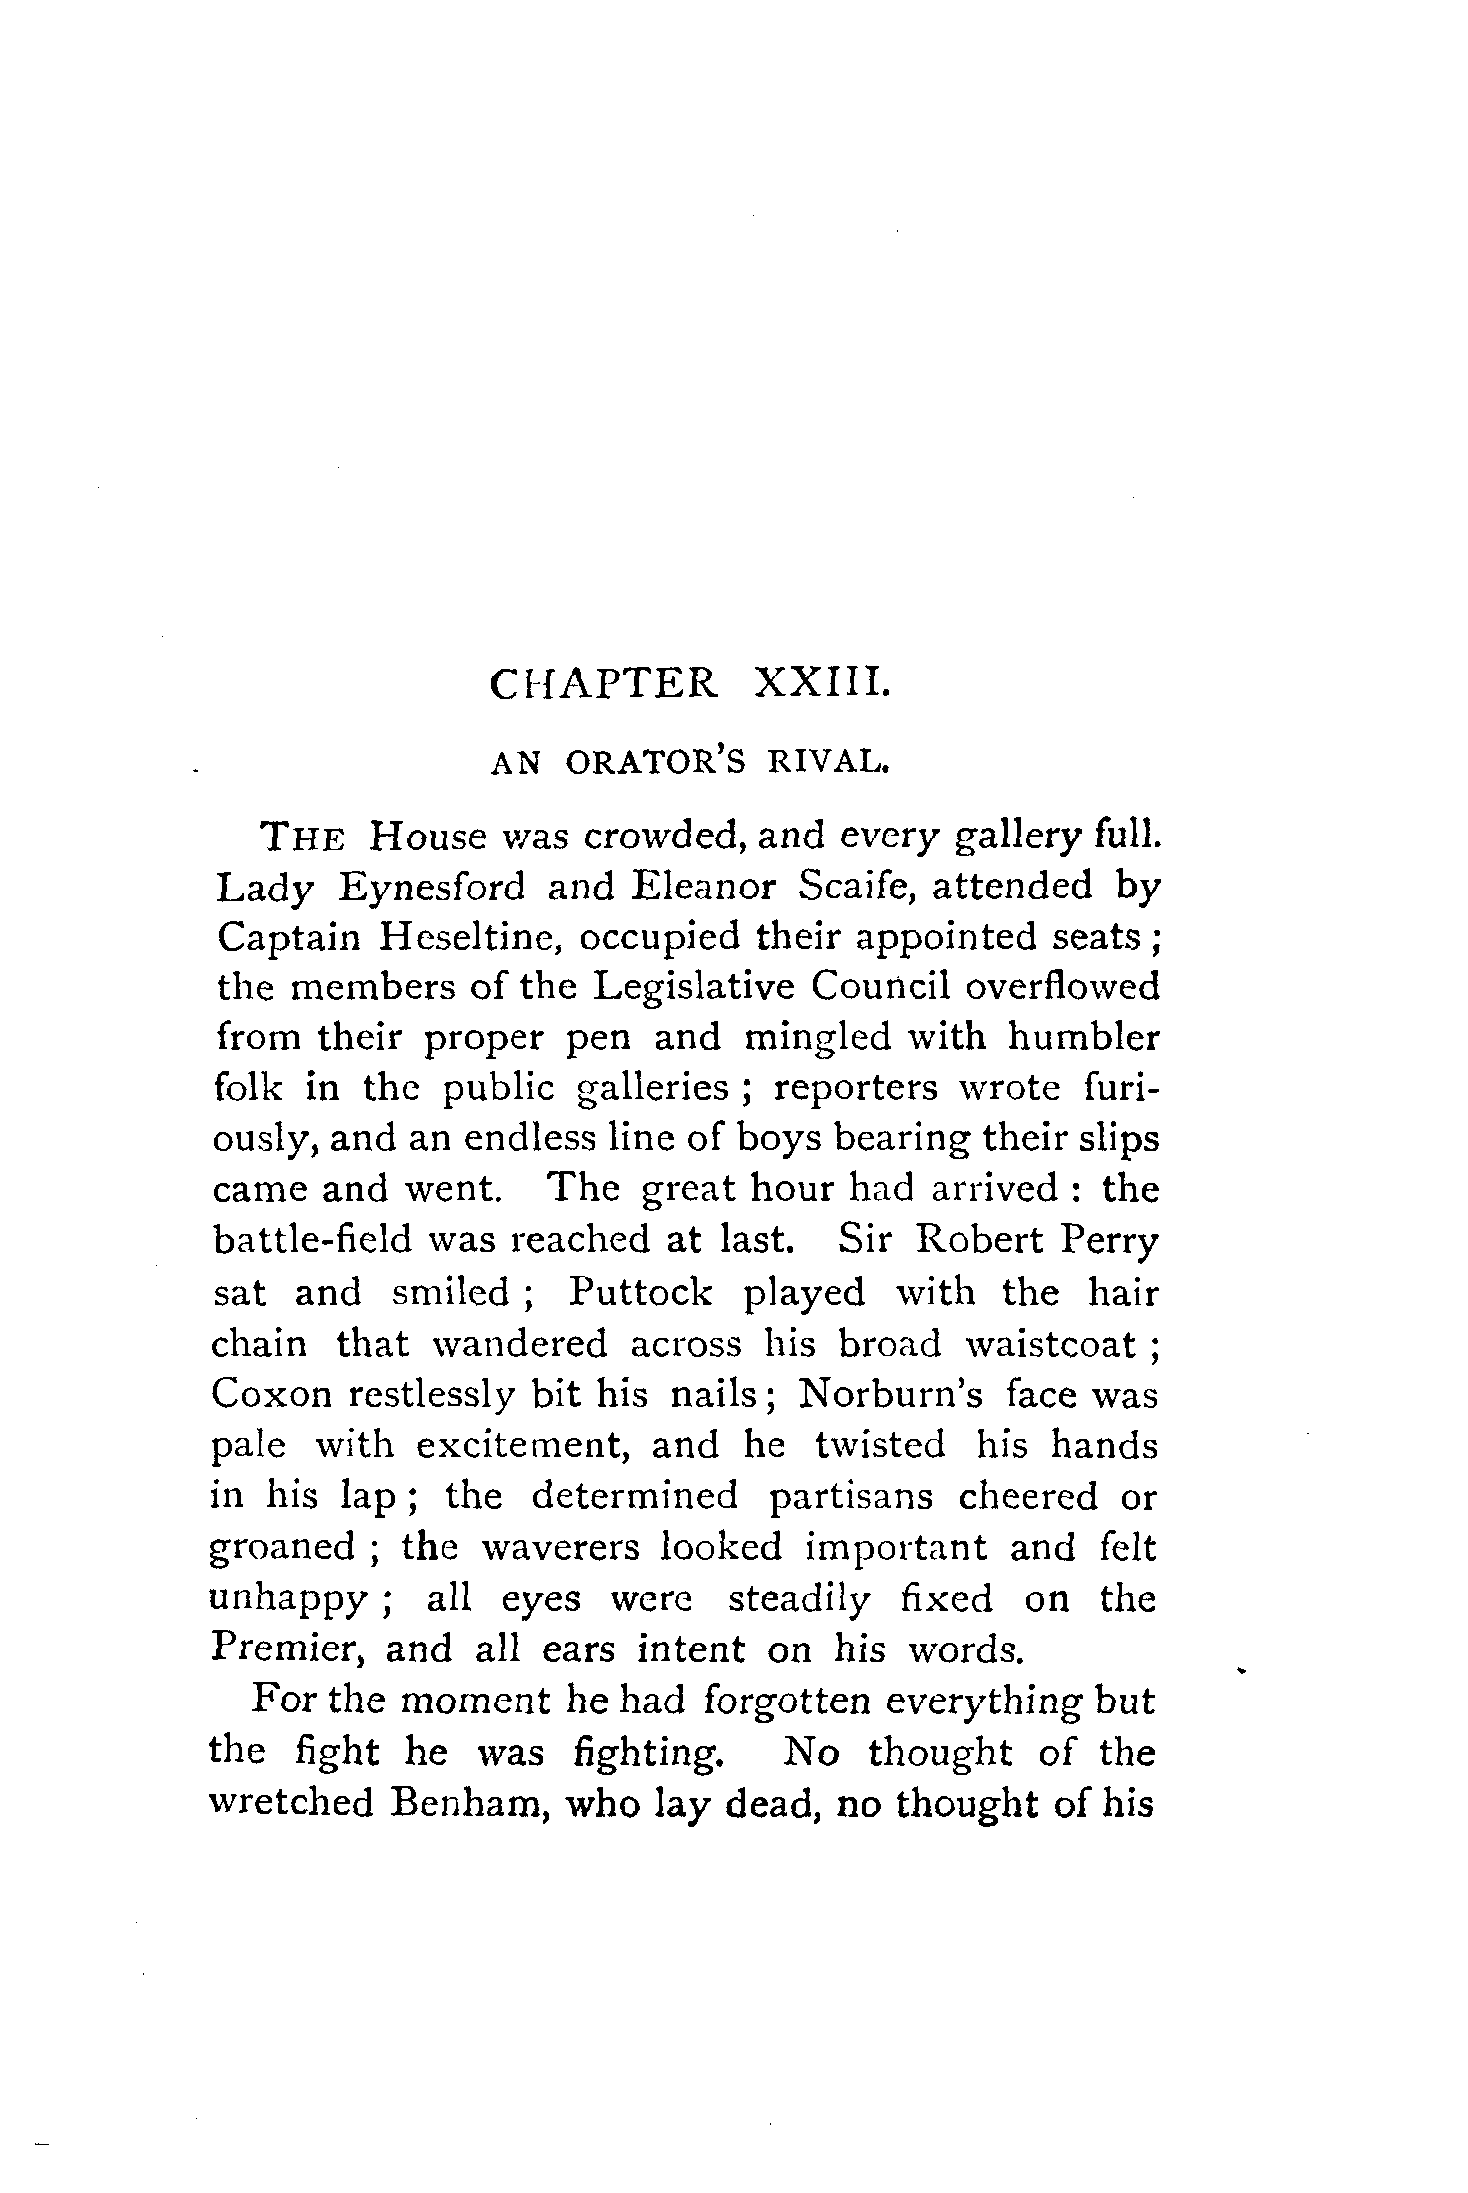 CHAPTER XXIII.
AN ORATOR'S RIVAL.
THE House was crowded, and every gallery full.
Lady Eynesford and Eleanor Scaife, attended by
Captain Heseltine, occupied their appointed seats ;
the members of the Legislative Council overflowed
from their proper pen and mingled with humbler
folk in the public galleries ; reporters wrote furi-
ously, and an endless line of boys bearing their slips
came and went. The great hour had arrived : the
battle-field was reached at last. Sir Robert Perry
sat and smiled ; Puttock played with the hair
chain that wandered across his broad waistcoat ;
Coxon restlessly bit his nails ; Norburn's face was
pale with excitement, and he twisted his hands
in his lap ; the determined partisans cheered or
groaned ; the waverers looked important and felt
unhappy ; all eyes were steadily fixed on the
Premier, and all ears intent on his words.
For the moment he had forgotten everything but
the fight he was fighting. No thought of the
wretched Benham, who lay dead, no thought of his